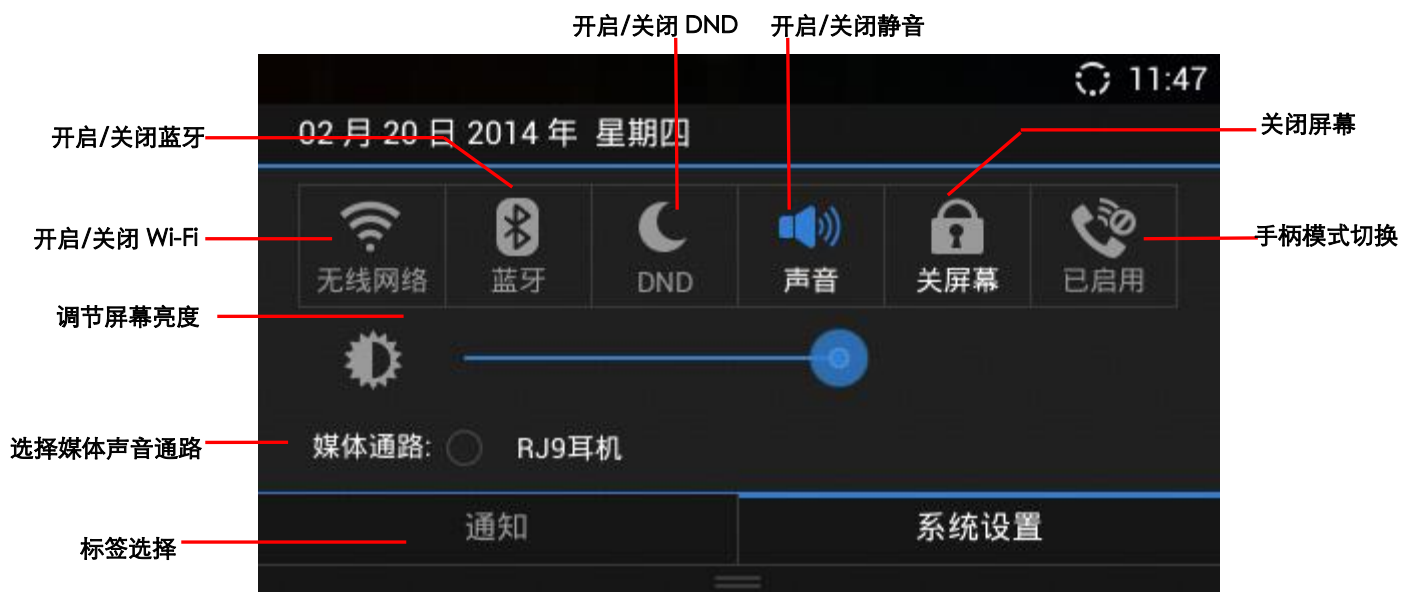 开启/关闭 DND 开启/关闭静音
11:47
开启/关闭蓝牙
02 月 20 日 2014 年 星期四
关闭屏幕
开启/关闭 Wi-Fi
手柄模式切换
无线网络 蓝牙 DND 声音 关屏幕 已启用
调节屏幕亮度
选择媒体声音通路
媒体通路: RJ9耳机
通知 系统设置
标签选择